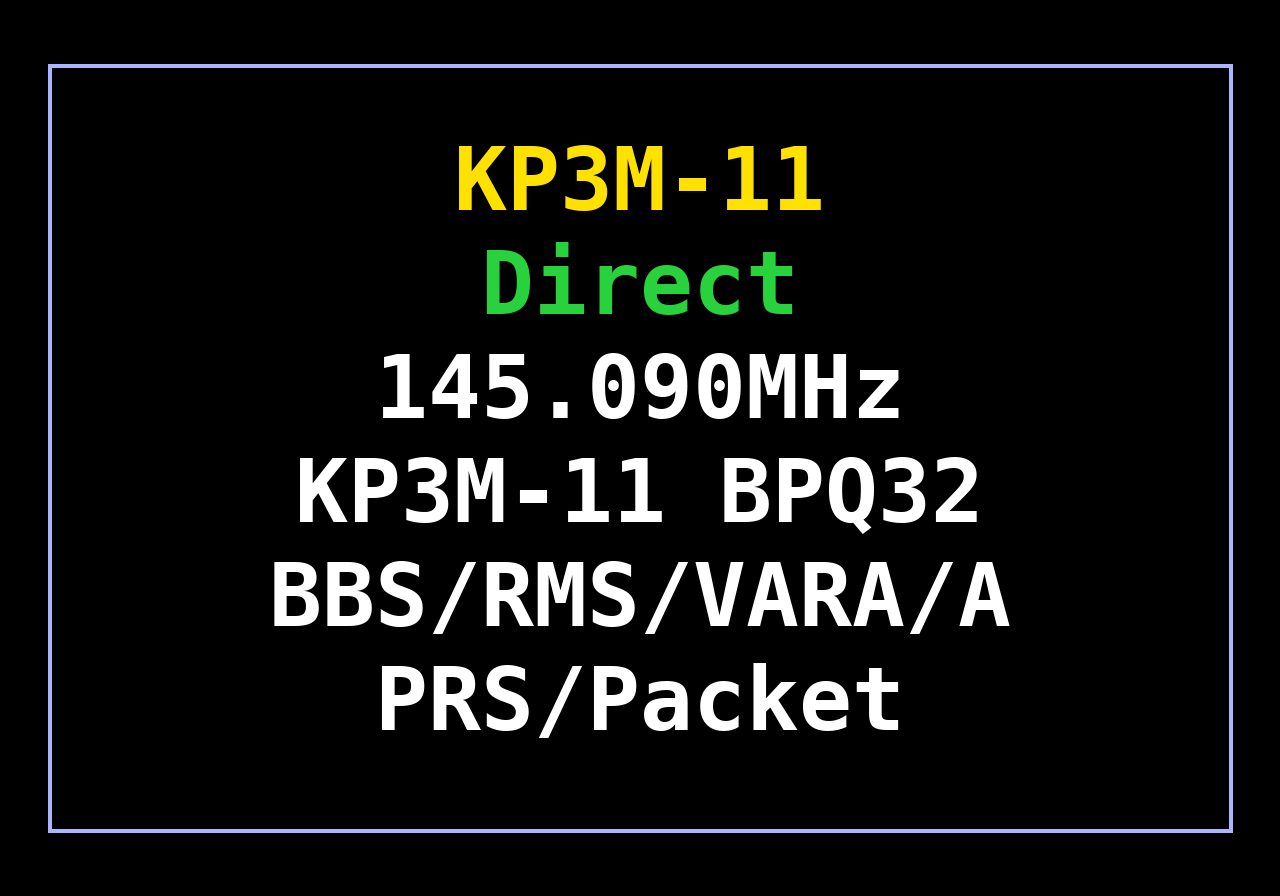 KP3M-11
Direct
145.090MHz
KP3M-11 BPQ32
BBS/RMS/VARA/A
PRS/Packet